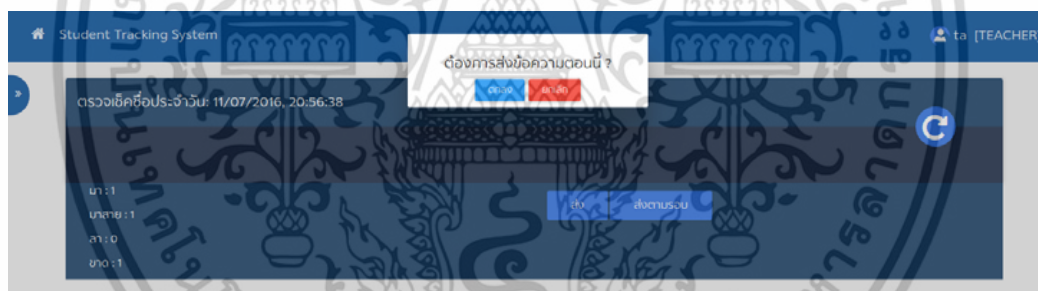 Student Tracking System
ta [TEACHER]
ต้องการส่งข้อความตอนนี้ ?
ตกลง ยกเลิก
ตรวจเช็คชื่อประจำวัน: 11/07/2016, 20:56:38
มา : 1
มาสาย : 1
ลา : 0
ขาด : 1
ส่ง ส่งตามรอบ